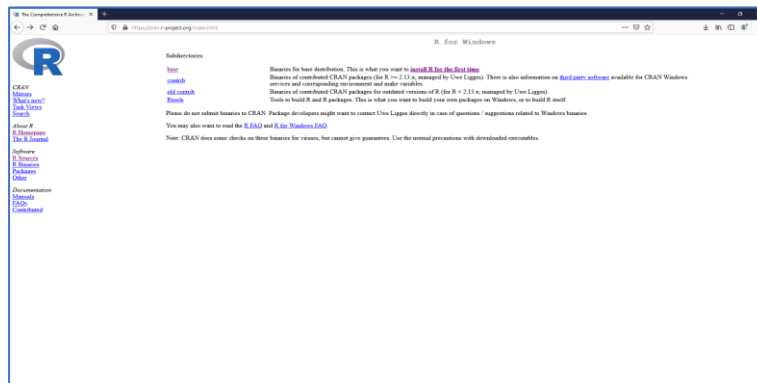 The Comprehensive R Archive
https://cran.r-project.org/index.html
R for Windows
R
CRAN
Mirrors
What's new?
Task Views
Search
About R
R Homepage
The R Journal
Software
R Sources
R Binaries
Packages
Other
Documentation
Manuals
FAQs
Contributed
Subdirectories:
base Binaries for base distribution. This is what you want to install R for the first time.
contrib Binaries of contributed CRAN packages (for R >= 2.13.x; managed by Uwe Ligges). There is also information on third party software available for CRAN Windows
services and corresponding environment and make variables.
old contrib Binaries of contributed CRAN packages for outdated versions of R (for R < 2.13.x; managed by Uwe Ligges).
Rtools Tools to build R and R packages. This is what you want to build your own packages on Windows, or to build R itself.
Please do not submit binaries to CRAN. Package developers might want to contact Uwe Ligges directly in case of questions / suggestions related to Windows binaries.
You may also want to read the R FAQ and R for Windows FAQ.
Note: CRAN does some checks on these binaries for viruses, but cannot give guarantees. Use the normal precautions with downloaded executables.